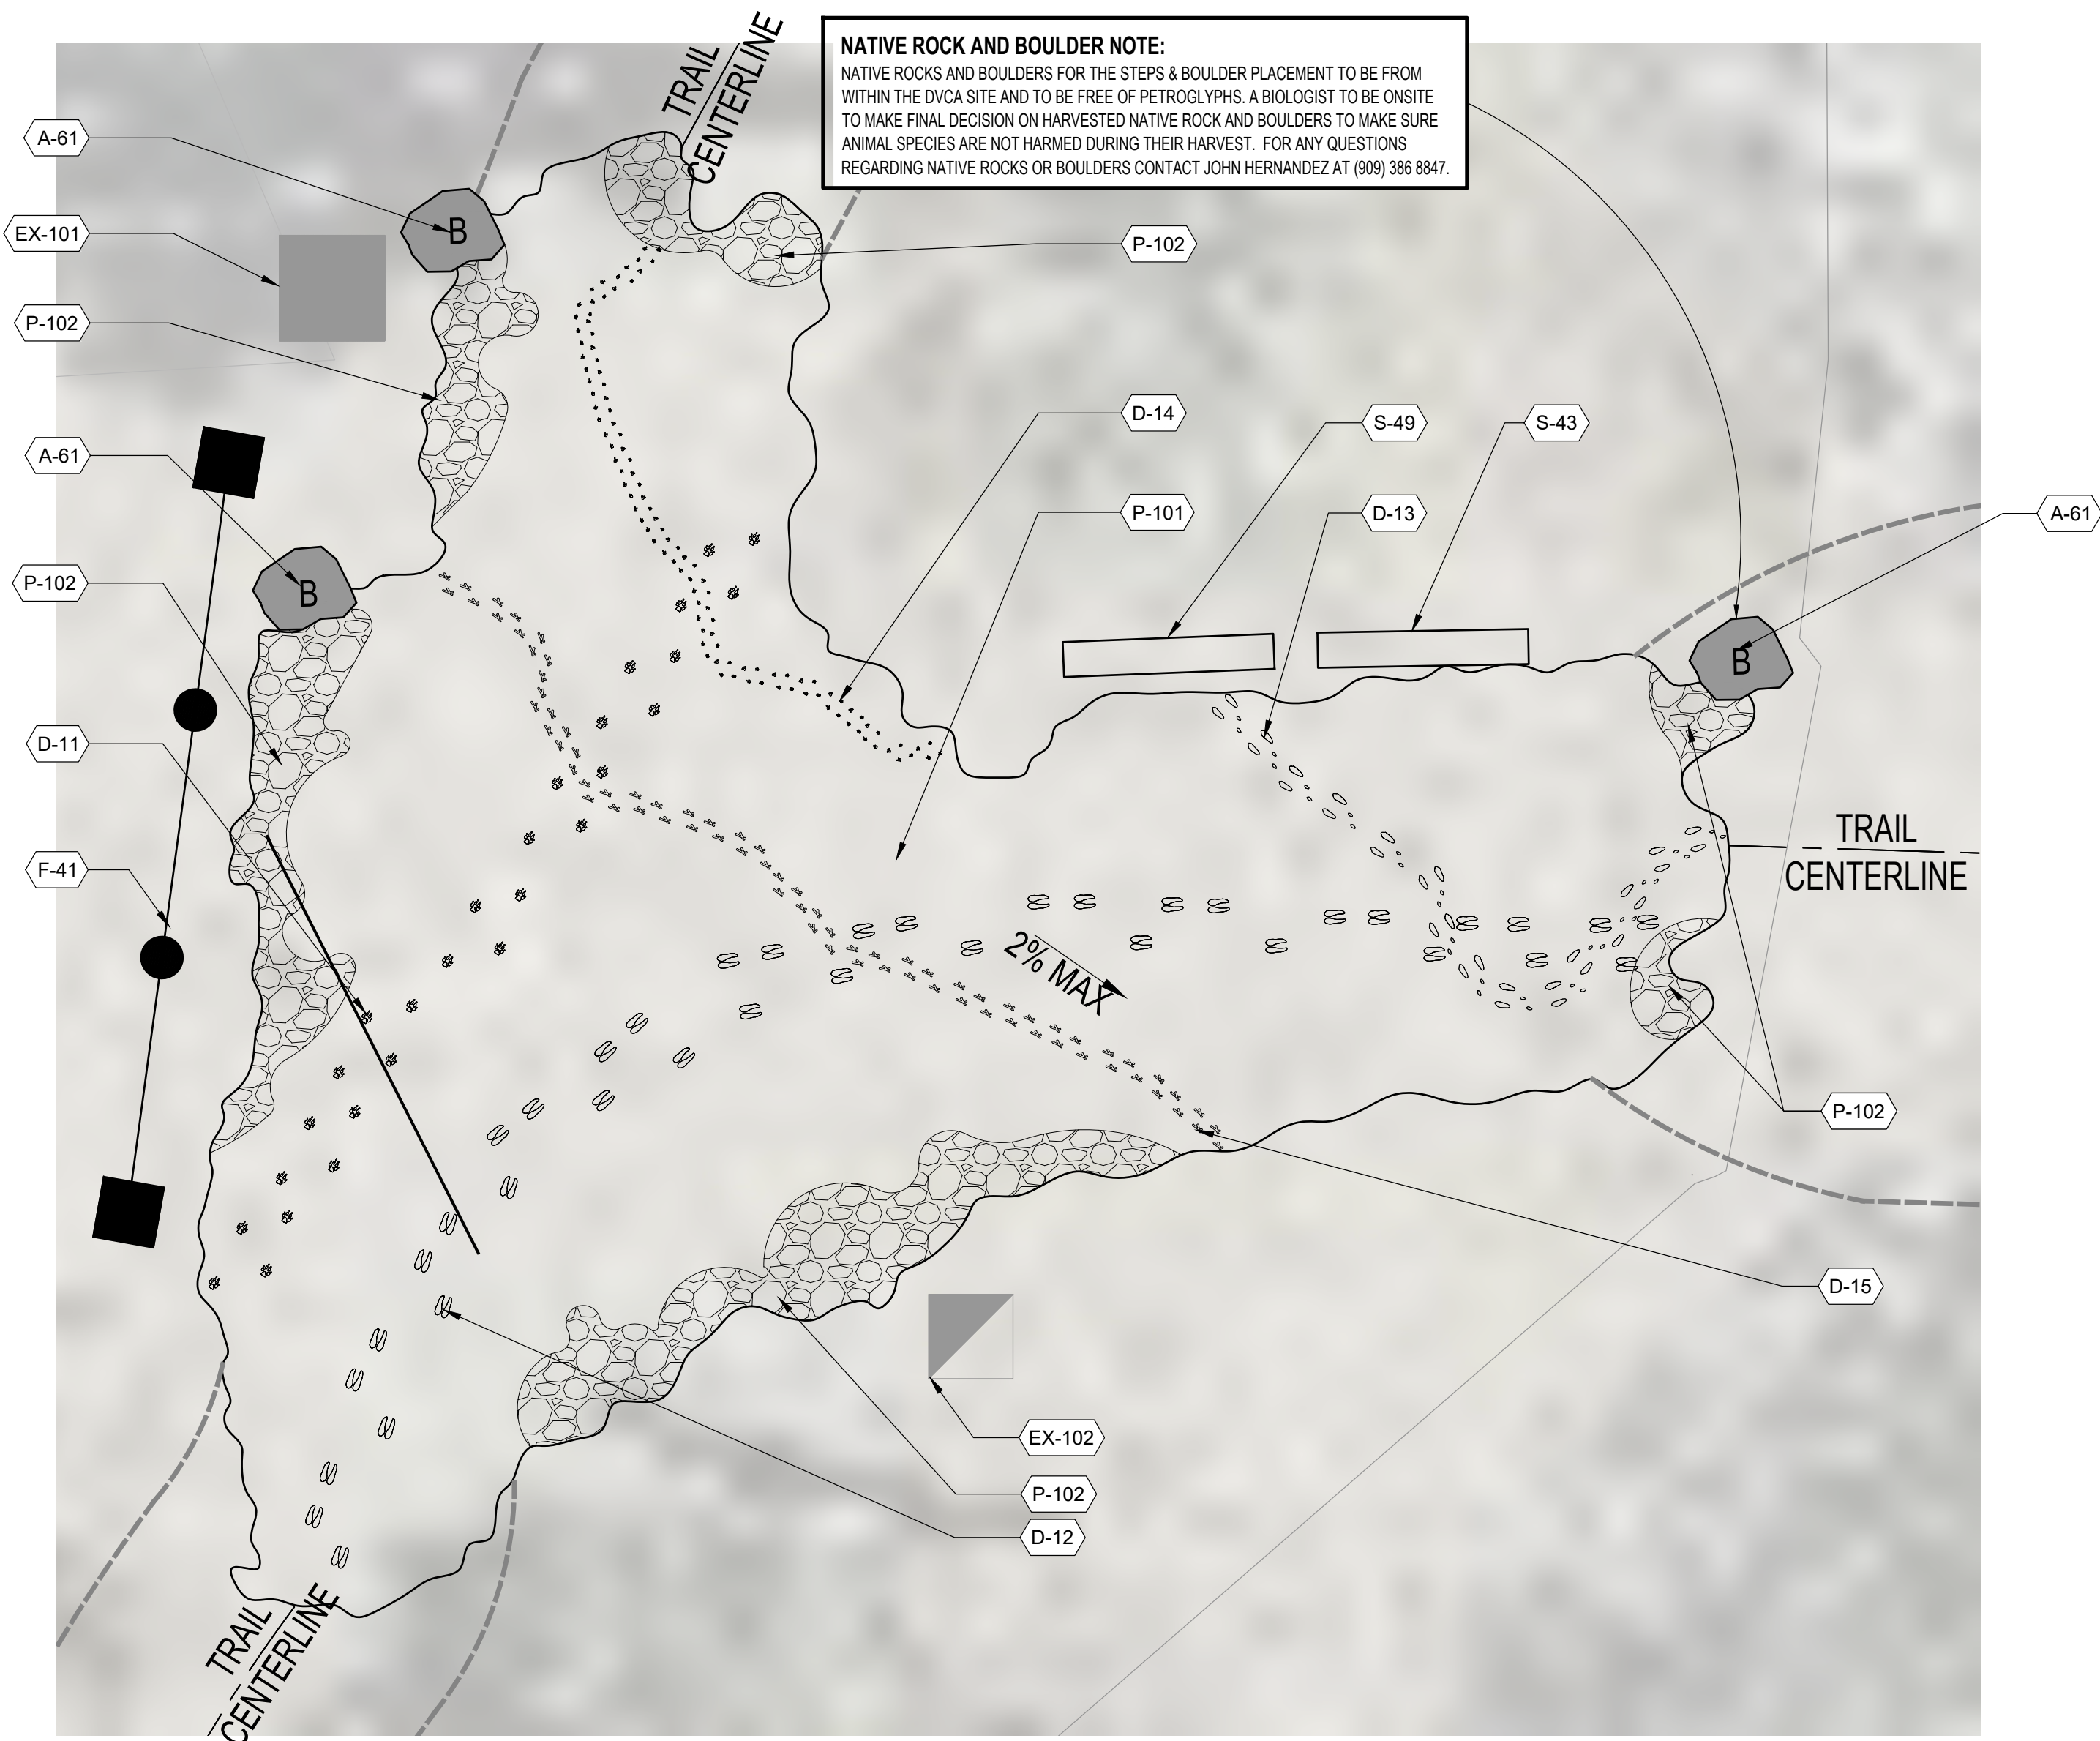 TRAIL
CENTERLINE
NATIVE ROCK AND BOULDER NOTE:
NATIVE ROCKS AND BOULDERS FOR THE STEPS & BOULDER PLACEMENT TO BE FROM
WITHIN THE DVCA SITE AND TO BE FREE OF PETROGLYPHS. A BIOLOGIST TO BE ONSITE
TO MAKE FINAL DECISION ON HARVESTED NATIVE ROCK AND BOULDERS TO MAKE SURE
ANIMAL SPECIES ARE NOT HARMED DURING THEIR HARVEST. FOR ANY QUESTIONS
REGARDING NATIVE ROCKS OR BOULDERS CONTACT JOHN HERNANDEZ AT (909) 386 8847.
A-61
B
EX-101
P-102
P-102
D-14
S-49
S-43
A-61
P-101
D-13
A-61
P-102
B
B
D-11
TRAIL
CENTERLINE
F-41
2% MAX
P-102
D-15
EX-102
P-102
D-12
TRAIL
CENTERLINE